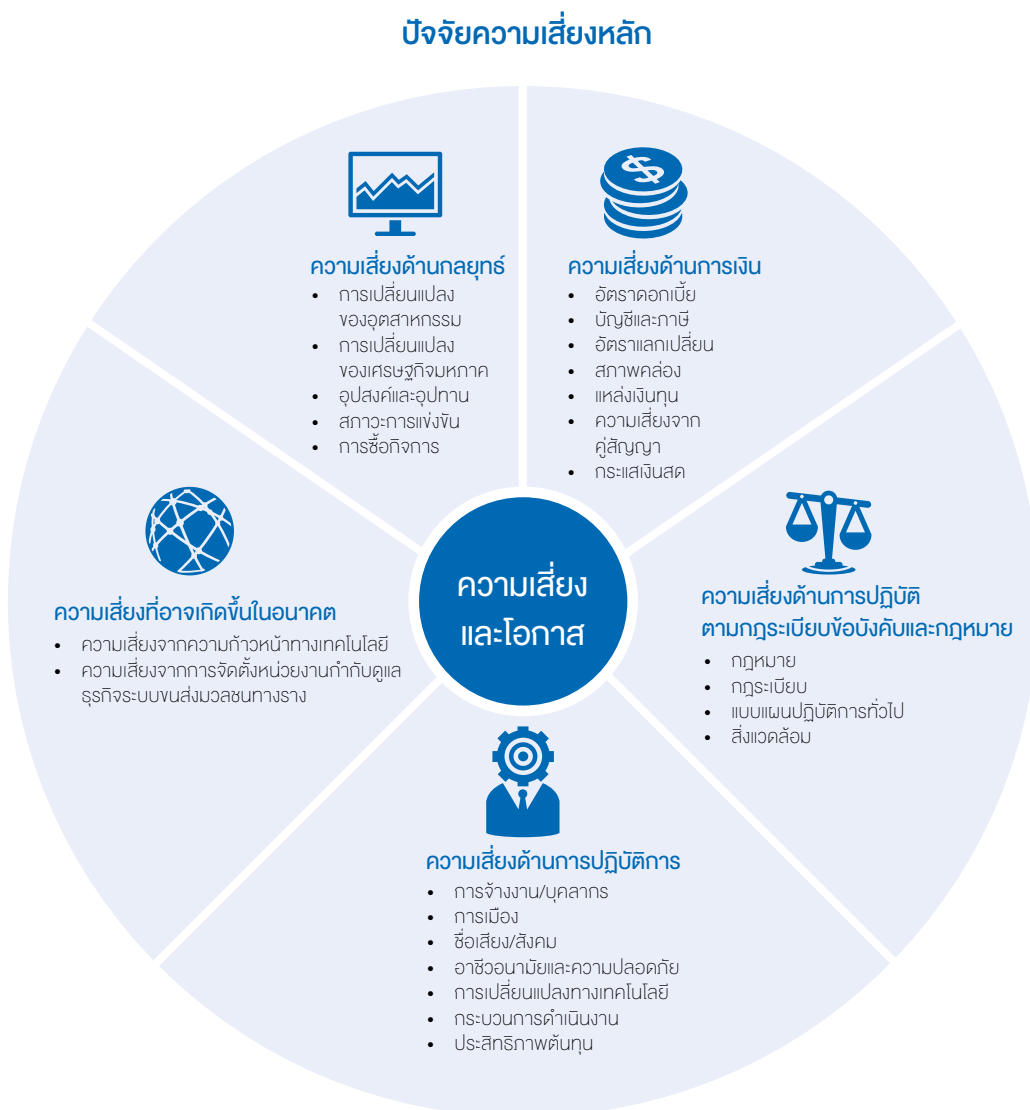 ปัจจัยความเสี่ยงหลัก
ความเสี่ยงด้านกลยุทธ์
• การเปลี่ยนแปลง
ของอุตสาหกรรม
• การเปลี่ยนแปลง
ของเศรษฐกิจมหภาค
• อุปสงค์และอุปทาน
• สภาวะการแข่งขัน
• การซื้อกิจการ
$
ความเสี่ยงด้านการเงิน
• อัตราดอกเบี้ย
• บัญชีและภาษี
• อัตราแลกเปลี่ยน
• สภาพคล่อง
• แหล่งเงินทุน
• ความเสี่ยงจาก
คู่สัญญา
• กระแสเงินสด
ความเสี่ยงที่อาจเกิดขึ้นในอนาคต
• ความเสี่ยงจากความก้าวหน้าทางเทคโนโลยี
• ความเสี่ยงจากการจัดตั้งหน่วยงานกำกับดูแล
ธุรกิจระบบขนส่งมวลชนทางราง
ความเสี่ยง
และโอกาส
ความเสี่ยงด้านการปฏิบัติ
ตามกฎระเบียบข้อบังคับและกฎหมาย
• กฎหมาย
• กฎระเบียบ
• แบบแผนปฏิบัติการทั่วไป
• สิ่งแวดล้อม
ความเสี่ยงด้านการปฏิบัติการ
• การจ้างงาน/บุคลากร
• การเมือง
• ชื่อเสียง/สังคม
• อาชีวอนามัยและความปลอดภัย
• การเปลี่ยนแปลงทางเทคโนโลยี
• กระบวนการดำเนินงาน
• ประสิทธิภาพต้นทุน